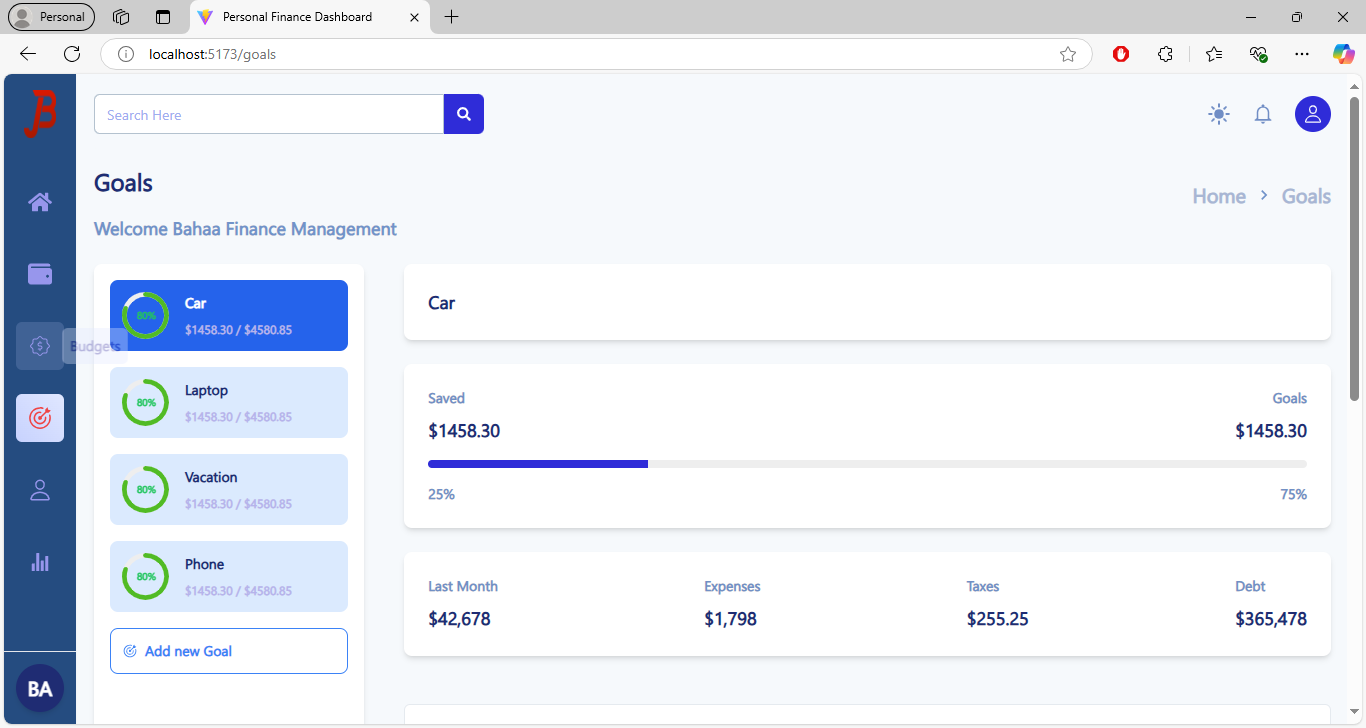 Personal
Personal Finance Dashboard
localhost:5173/goals
B
Search Here
Goals
Home > Goals
Welcome Bahaa Finance Management
80%
Car
$1458.30 / $4580.85
Budgets
80%
Laptop
$1458.30 / $4580.85
80%
Vacation
$1458.30 / $4580.85
80%
Phone
$1458.30 / $4580.85
Add new Goal
BA
Car
Saved Goals
$1458.30 $1458.30
25% 75%
Last Month Expenses Taxes Debt
$42,678 $1,798 $255.25 $365,478